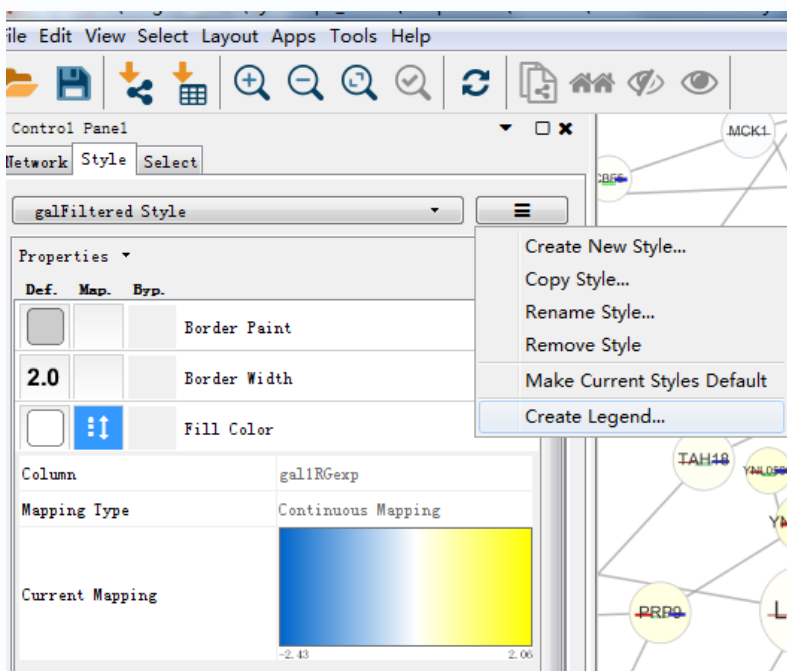 File Edit View Select Layout Apps Tools Help
Control Panel
Network Style Select
galFiltered Style
Properties
Def. Map. Byp.
Border Paint
2.0 Border Width
Fill Color
Column gal1RGexp
Mapping Type Continuous Mapping
Current Mapping
-2.43 2.06
Create New Style...
Copy Style...
Rename Style...
Remove Style
Make Current Styles Default
Create Legend...
MCK1
TAH18